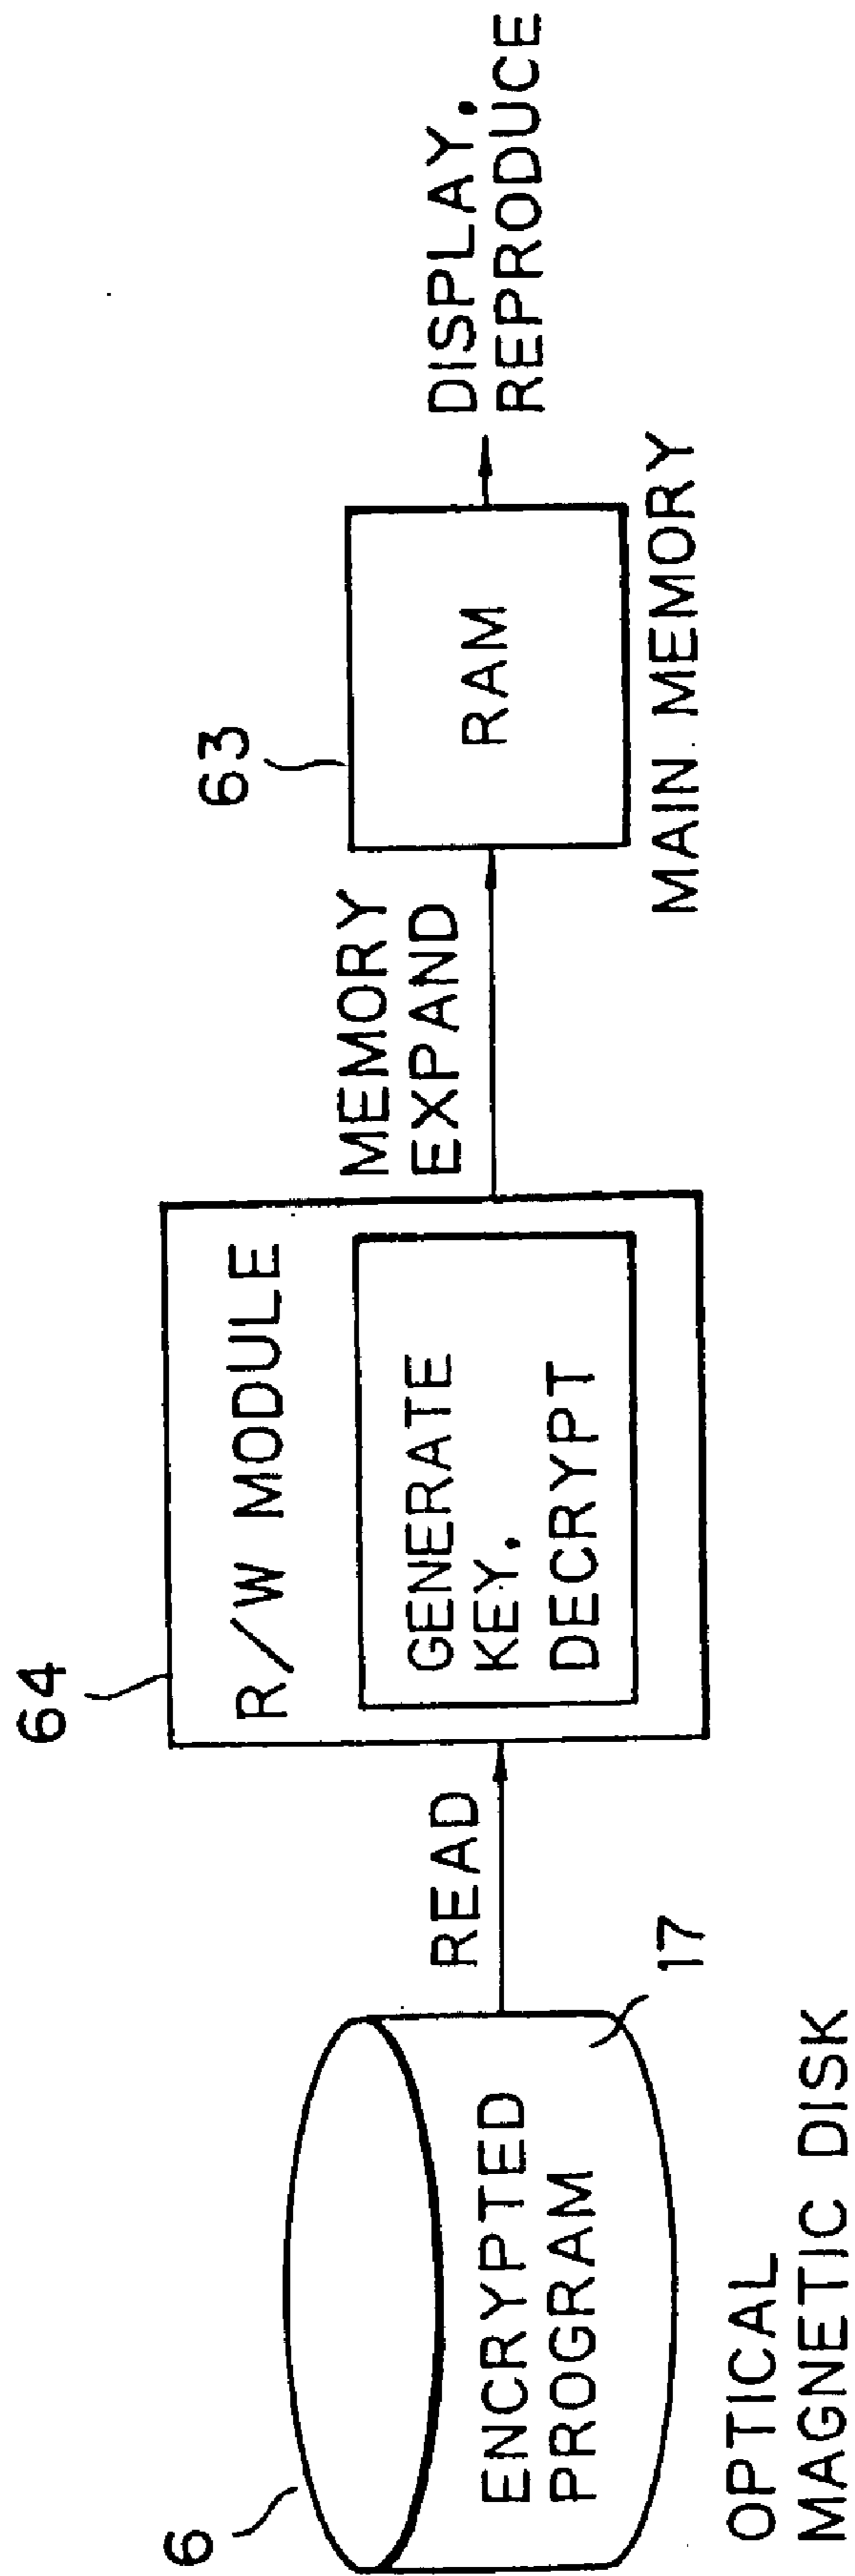 6
ENCRYPTED
PROGRAM
17
OPTICAL
MAGNETIC DISK
READ
64
R/W MODULE
GENERATE
KEY.
DECRYPT
MEMORY
EXPAND
63
RAM
MAIN MEMORY
DISPLAY.
REPRODUCE